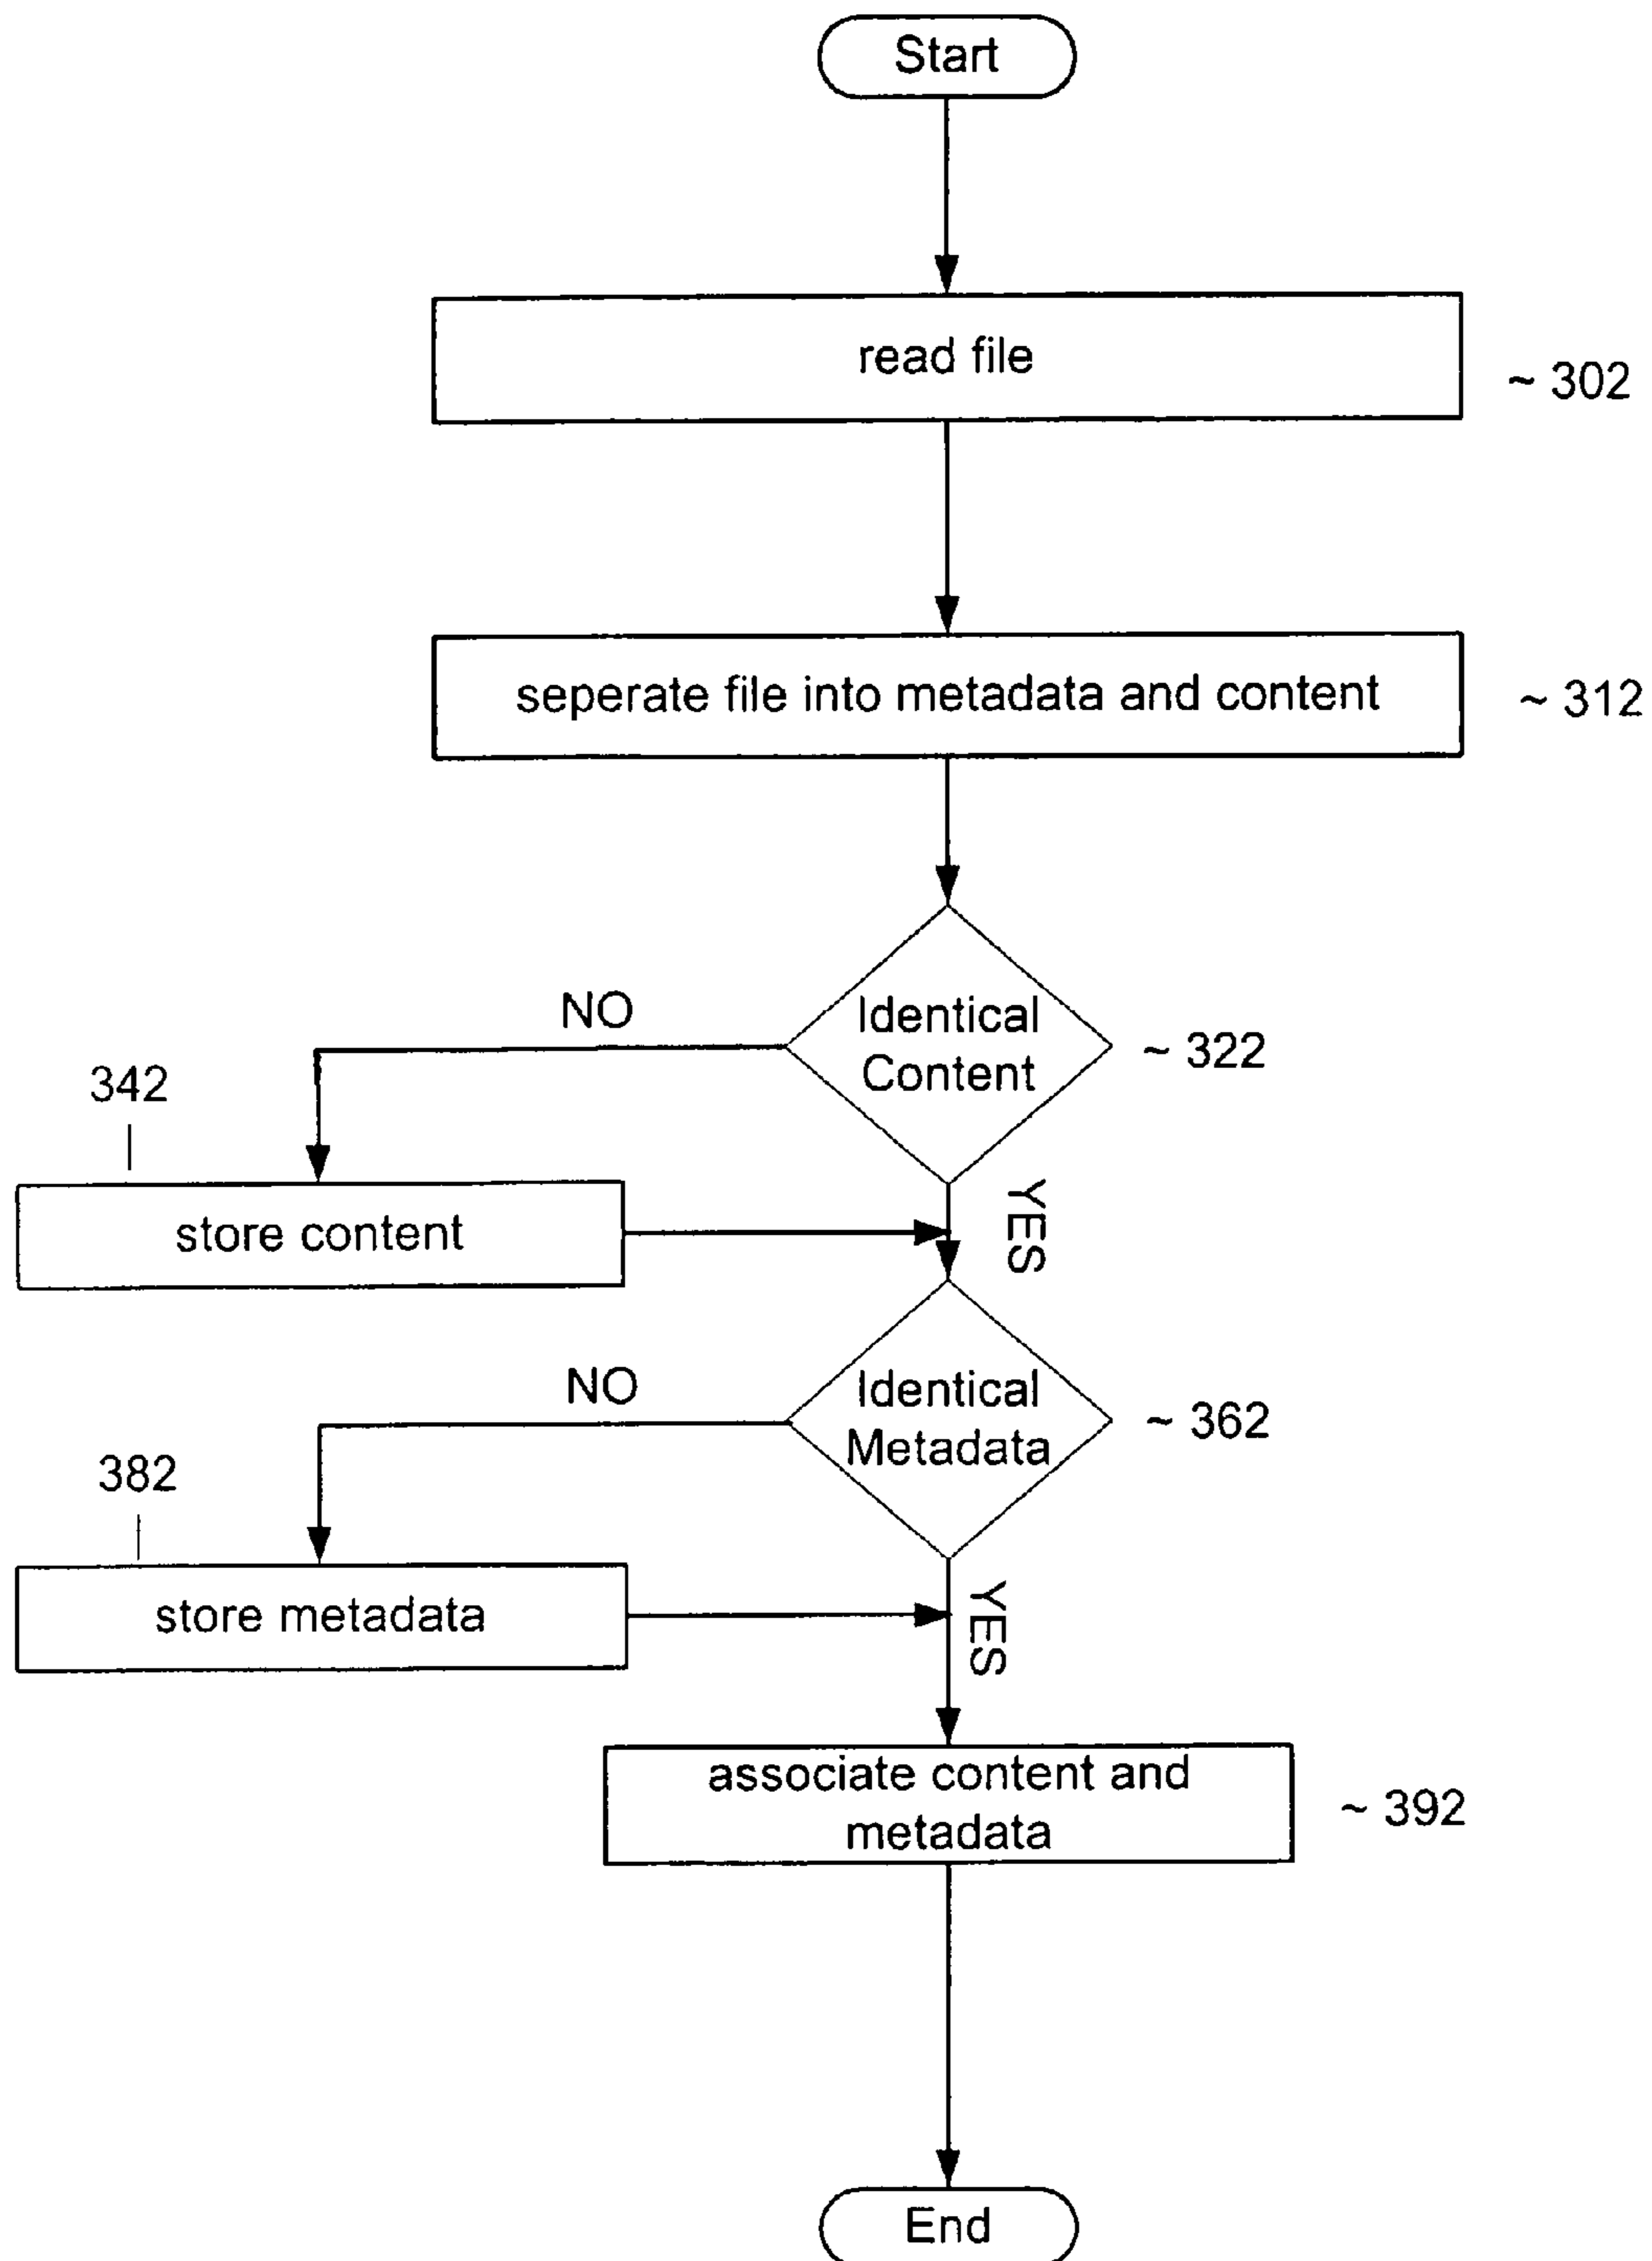 Start
read file
~ 302
seperate file into metadata and content
~ 312
Identical
Content
~ 322
NO
342
YES
store content
Identical
Metadata
~ 362
NO
382
YES
store metadata
associate content and
metadata
~ 392
End